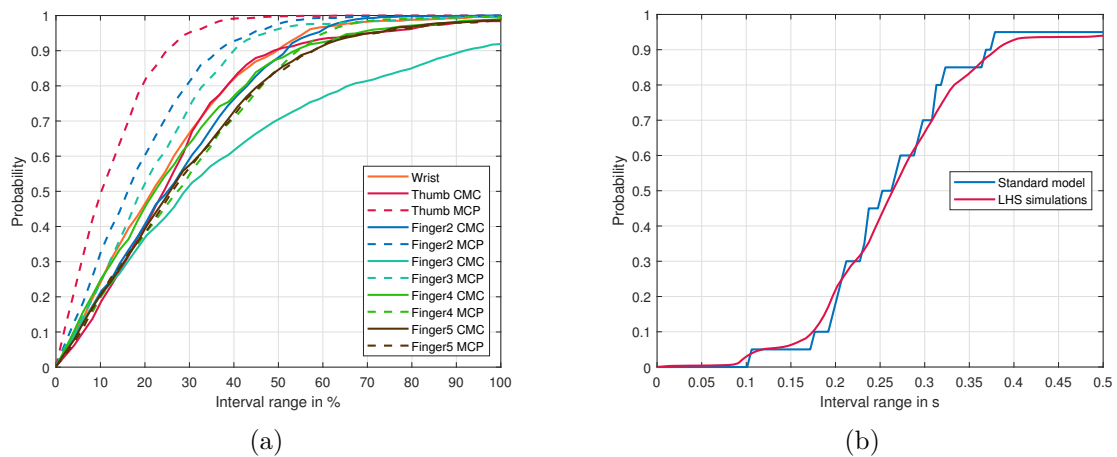 1
0.9
0.8
0.7
0.6
0.5
0.4
0.3
0.2
0.1
0
Probability
0 10 20 30 40 50 60 70 80 90 100
Interval range in %
Wrist
Thumb CMC
Thumb MCP
Finger2 CMC
Finger2 MCP
Finger3 CMC
Finger3 MCP
Finger4 CMC
Finger4 MCP
Finger5 CMC
Finger5 MCP
(a)
1
0.9
0.8
0.7
0.6
0.5
0.4
0.3
0.2
0.1
0
Probability
0 0.05 0.1 0.15 0.2 0.25 0.3 0.35 0.4 0.45 0.5
Interval range in s
Standard model
LHS simulations
(b)